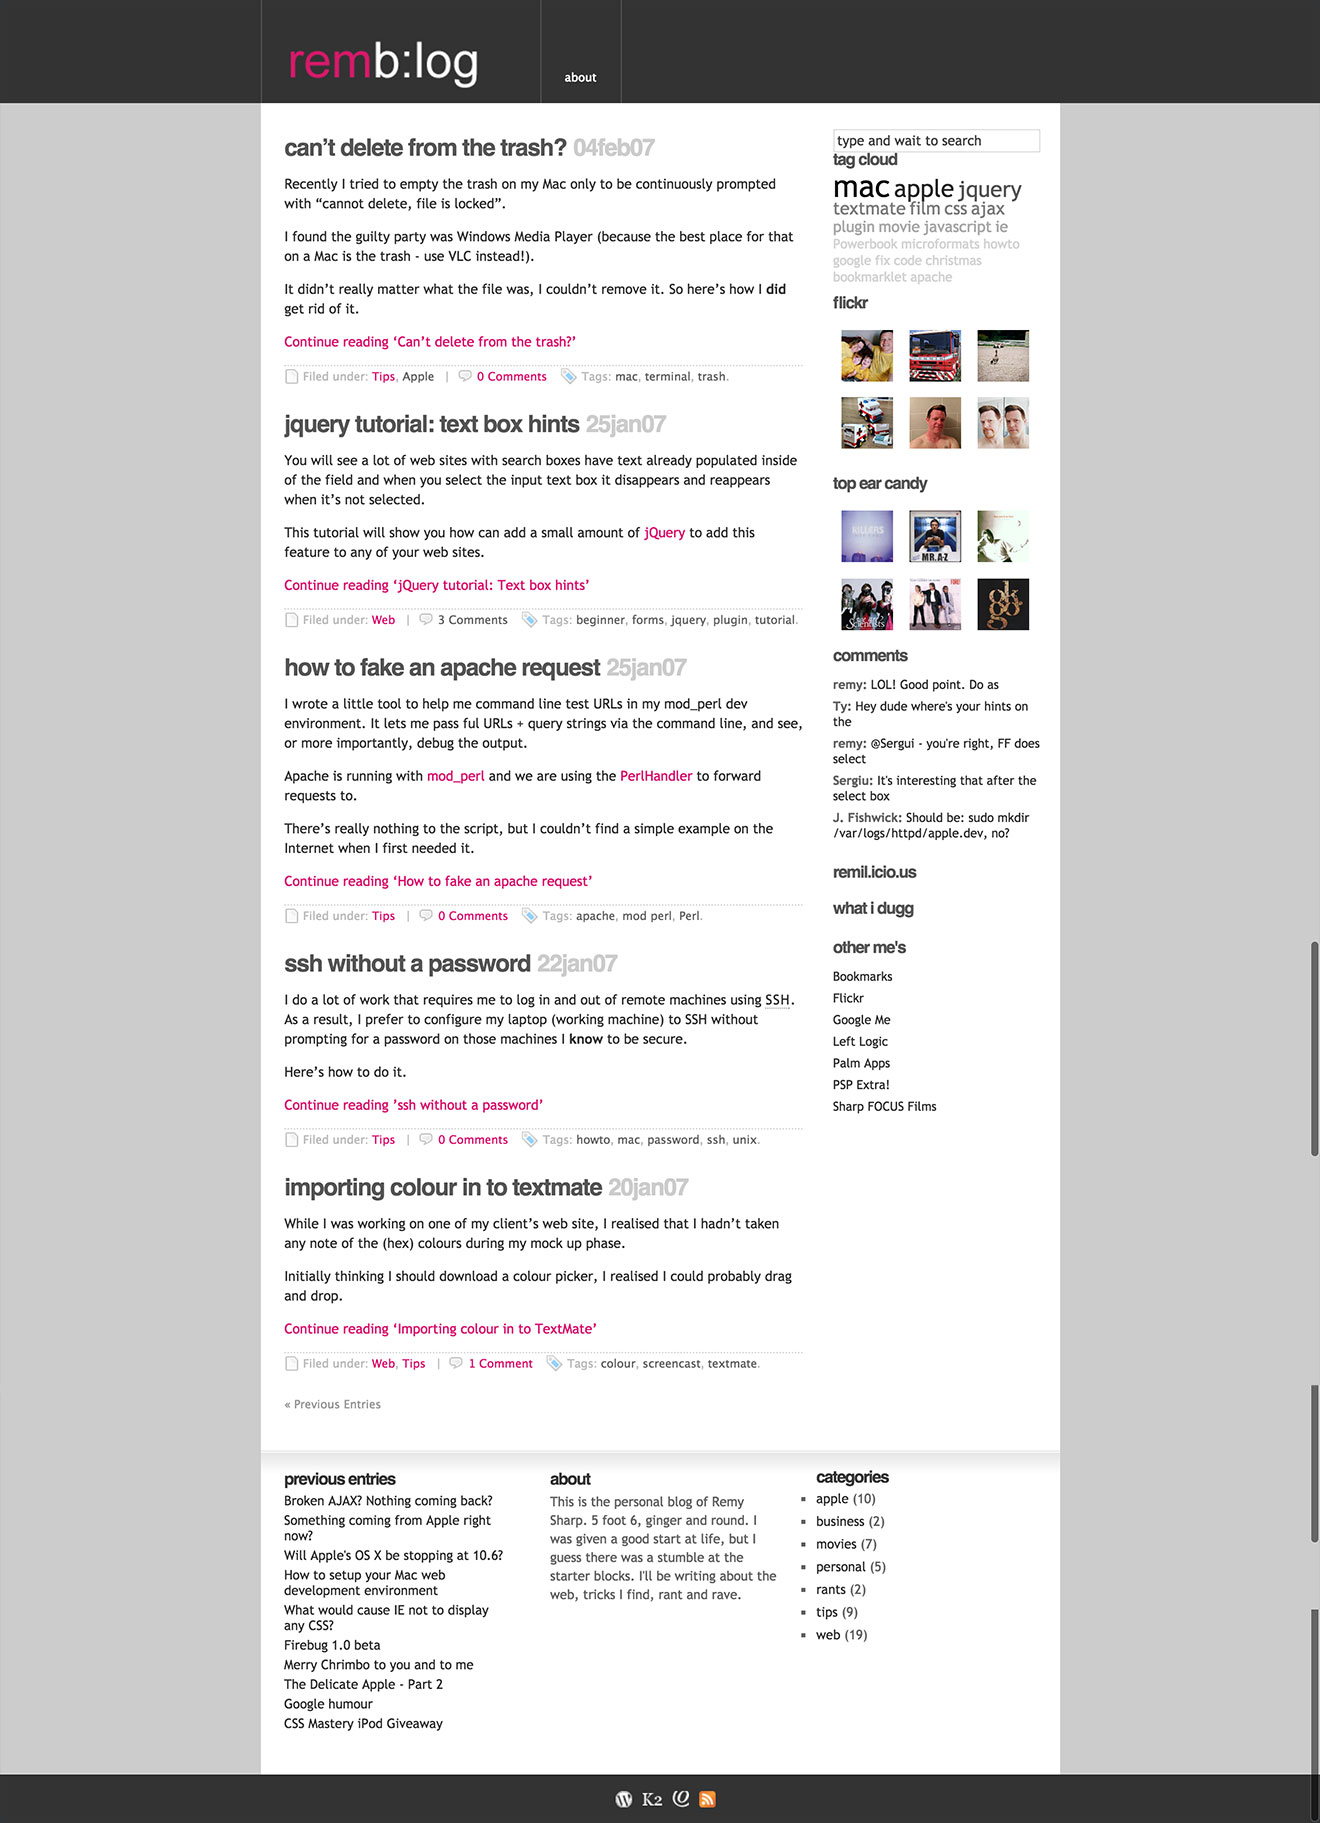 remb:log
about
can’t delete from the trash? 04feb07
Recently I tried to empty the trash on my Mac only to be continuously prompted
with “cannot delete, file is locked”.
I found the guilty party was Windows Media Player (because the best place for that
on a Mac is the trash - use VLC instead!).
It didn’t really matter what the file was, I couldn’t remove it. So here’s how I did
get rid of it.
Continue reading ‘Can’t delete from the trash?’
Filed under: Tips, Apple | 0 Comments Tags: mac, terminal, trash.
jquery tutorial: text box hints 25jan07
You will see a lot of web sites with search boxes have text already populated inside
of the field and when you select the input text box it disappears and reappears
when it’s not selected.
This tutorial will show you how can add a small amount of jQuery to add this
feature to any of your web sites.
Continue reading ‘jQuery tutorial: Text box hints’
Filed under: Web | 3 Comments Tags: beginner, forms, jquery, plugin, tutorial.
how to fake an apache request 25jan07
I wrote a little tool to help me command line test URLs in my mod_perl dev
environment. It lets me pass ful URLs + query strings via the command line, and see,
or more importantly, debug the output.
Apache is running with mod_perl and we are using the PerlHandler to forward
requests to.
There’s really nothing to the script, but I couldn’t find a simple example on the
Internet when I first needed it.
Continue reading ‘How to fake an apache request’
Filed under: Tips | 0 Comments Tags: apache, mod perl, Perl.
ssh without a password 22jan07
I do a lot of work that requires me to log in and out of remote machines using SSH.
As a result, I prefer to configure my laptop (working machine) to SSH without
prompting for a password on those machines I know to be secure.
Here’s how to do it.
Continue reading ’ssh without a password’
Filed under: Tips | 0 Comments Tags: howto, mac, password, ssh, unix.
importing colour in to textmate 20jan07
While I was working on one of my client’s web site, I realised that I hadn’t taken
any note of the (hex) colours during my mock up phase.
Initially thinking I should download a colour picker, I realised I could probably drag
and drop.
Continue reading ‘Importing colour in to TextMate’
Filed under: Web, Tips | 1 Comment Tags: colour, screencast, textmate.
« Previous Entries
type and wait to search
tag cloud
mac apple jquery
textmate film css ajax
plugin movie javascript ie
Powerbook microformats howto
google fix code christmas
bookmarklet apache
flickr
top ear candy
KILLERS
MR. A-Z
Scientists
ok
go
comments
remy: LOL! Good point. Do as
Ty: Hey dude where's your hints on
the
remy: @Sergui - you're right, FF does
select
Sergiu: It's interesting that after the
select box
J. Fishwick: Should be: sudo mkdir
/var/logs/httpd/apple.dev, no?
remil.icio.us
what i dugg
other me's
Bookmarks
Flickr
Google Me
Left Logic
Palm Apps
PSP Extra!
Sharp FOCUS Films
previous entries
Broken AJAX? Nothing coming back?
Something coming from Apple right
now?
Will Apple's OS X be stopping at 10.6?
How to setup your Mac web
development environment
What would cause IE not to display
any CSS?
Firebug 1.0 beta
Merry Chrimbo to you and to me
The Delicate Apple - Part 2
Google humour
CSS Mastery iPod Giveaway
about
This is the personal blog of Remy
Sharp. 5 foot 6, ginger and round. I
was given a good start at life, but I
guess there was a stumble at the
starter blocks. I'll be writing about the
web, tricks I find, rant and rave.
categories
apple (10)
business (2)
movies (7)
personal (5)
rants (2)
tips (9)
web (19)
K2